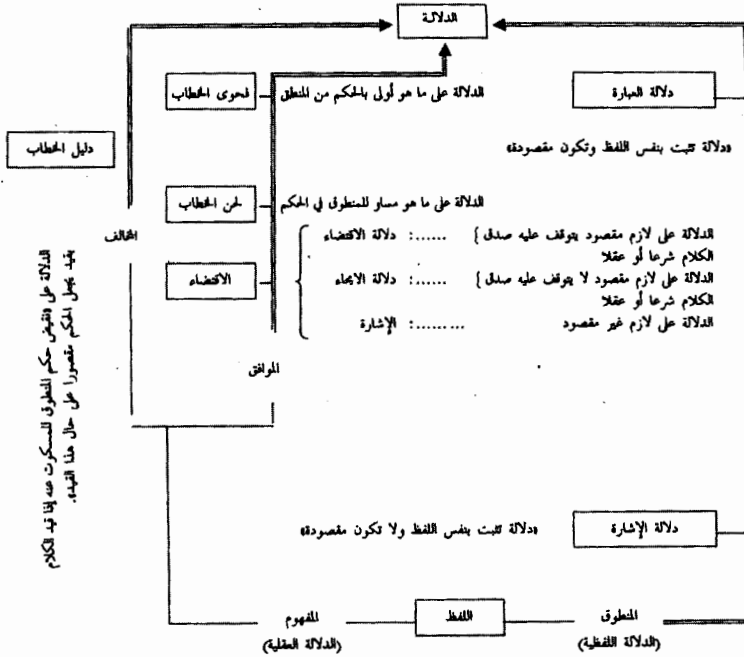 الدلالة
فحوى الخطاب
الدلالة على ما هو أولى بالحكم من المنطق
دلالة العبارة
«دلالة تثبت بنفس اللفظ وتكون مقصودة»
دليل الخطاب
لحن الخطاب
الدلالة على ما هو مساو للمنطوق في الحكم
المخالف
الدلالة على لازم مقصود يتوقف عليه صدق } ......: دلالة الاقتضاء
الكلام شرعا أو عقلا
الاقتضاء
الدلالة على لازم مقصود لا يتوقف عليه صدق } ......: دلالة الايماء
الكلام شرعا أو عقلا
الدلالة على لازم غير مقصود .........: الإشارة
الموافق
الدلالة على «نقيض حكم المنطوق للمسكوت عنه إذا قيد الكلام
بقيد يجعل الحكم مقصورا على حال هذا القيد».
دلالة الإشارة
«دلالة تثبت بنفس اللفظ ولا تكون مقصودة»
المنطوق
(الدلالة اللفظية)
اللفظ
المفهوم
(الدلالة العقلية)